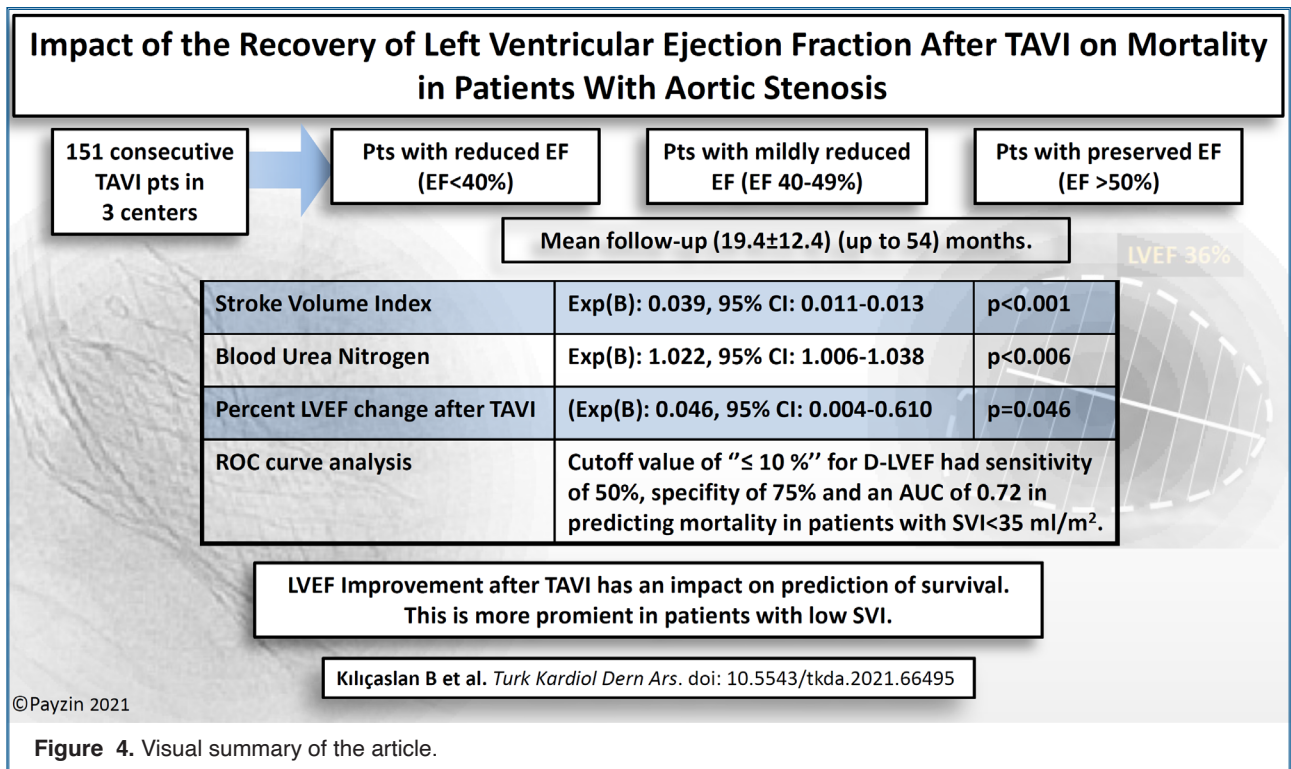 Impact of the Recovery of Left Ventricular Ejection Fraction After TAVI on Mortality
in Patients With Aortic Stenosis
151 consecutive
TAVI pts in
3 centers
Pts with reduced EF
(EF<40%)
Pts with mildly reduced
EF (EF 40-49%)
Pts with preserved EF
(EF >50%)
Mean follow-up (19.4±12.4) (up to 54) months.
LVEF 36%
Stroke Volume Index
Exp(B): 0.039, 95% CI: 0.011-0.013
p<0.001
Blood Urea Nitrogen
Exp(B): 1.022, 95% CI: 1.006-1.038
p<0.006
Percent LVEF change after TAVI
(Exp(B): 0.046, 95% CI: 0.004-0.610
p=0.046
ROC curve analysis
Cutoff value of ‘’≤ 10 %’’ for D-LVEF had sensitivity
of 50%, specifity of 75% and an AUC of 0.72 in
predicting mortality in patients with SVI<35 ml/m².
LVEF Improvement after TAVI has an impact on prediction of survival.
This is more promient in patients with low SVI.
Kılıçaslan B et al. Turk Kardiol Dern Ars. doi: 10.5543/tkda.2021.66495
©Payzin 2021
Figure 4. Visual summary of the article.